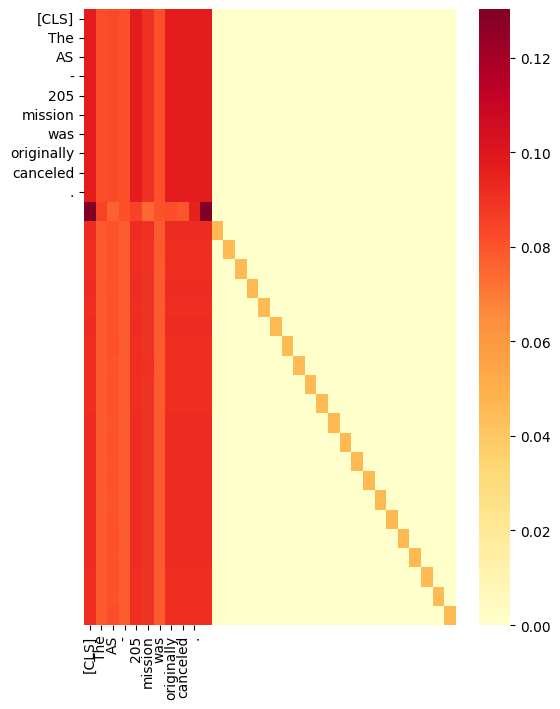 [CLS]
The
AS
-
205
mission
was
originally
canceled
.
[CLS]
The
AS
-
205
mission
was
originally
canceled
.
0.12
0.10
0.08
0.06
0.04
0.02
0.00